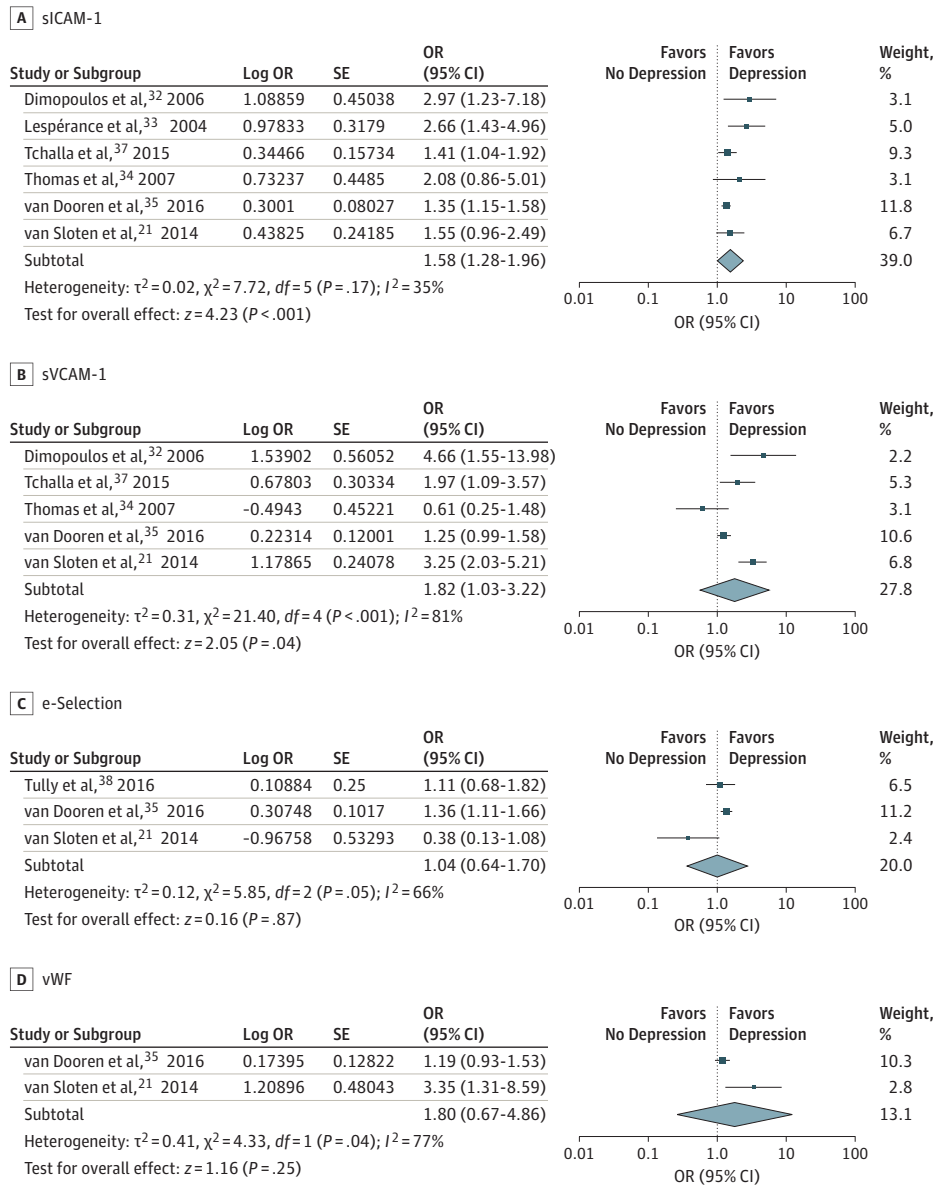 A sICAM-1
Study or Subgroup Log OR SE OR (95% CI) Favors No Depression Favors Depression Weight, %
Dimopoulos et al,32 2006 1.08859 0.45038 2.97 (1.23-7.18) 3.1
Lespérance et al,33 2004 0.97833 0.3179 2.66 (1.43-4.96) 5.0
Tchalla et al,37 2015 0.34466 0.15734 1.41 (1.04-1.92) 9.3
Thomas et al,34 2007 0.73237 0.4485 2.08 (0.86-5.01) 3.1
van Dooren et al,35 2016 0.3001 0.08027 1.35 (1.15-1.58) 11.8
van Sloten et al,21 2014 0.43825 0.24185 1.55 (0.96-2.49) 6.7
Subtotal 1.58 (1.28-1.96) 39.0
Heterogeneity: τ2=0.02, χ2=7.72, df=5 (P=.17); I2=35%
Test for overall effect: z=4.23 (P<.001)
0.01 0.1 1.0 10 100
OR (95% CI)
B sVCAM-1
Study or Subgroup Log OR SE OR (95% CI) Favors No Depression Favors Depression Weight, %
Dimopoulos et al,32 2006 1.53902 0.56052 4.66 (1.55-13.98) 2.2
Tchalla et al,37 2015 0.67803 0.30334 1.97 (1.09-3.57) 5.3
Thomas et al,34 2007 -0.4943 0.45221 0.61 (0.25-1.48) 3.1
van Dooren et al,35 2016 0.22314 0.12001 1.25 (0.99-1.58) 10.6
van Sloten et al,21 2014 1.17865 0.24078 3.25 (2.03-5.21) 6.8
Subtotal 1.82 (1.03-3.22) 27.8
Heterogeneity: τ2=0.31, χ2=21.40, df=4 (P<.001); I2=81%
Test for overall effect: z=2.05 (P=.04)
0.01 0.1 1.0 10 100
OR (95% CI)
C e-Selection
Study or Subgroup Log OR SE OR (95% CI) Favors No Depression Favors Depression Weight, %
Tully et al,38 2016 0.10884 0.25 1.11 (0.68-1.82) 6.5
van Dooren et al,35 2016 0.30748 0.1017 1.36 (1.11-1.66) 11.2
van Sloten et al,21 2014 -0.96758 0.53293 0.38 (0.13-1.08) 2.4
Subtotal 1.04 (0.64-1.70) 20.0
Heterogeneity: τ2=0.12, χ2=5.85, df=2 (P=.05); I2=66%
Test for overall effect: z=0.16 (P=.87)
0.01 0.1 1.0 10 100
OR (95% CI)
D vWF
Study or Subgroup Log OR SE OR (95% CI) Favors No Depression Favors Depression Weight, %
van Dooren et al,35 2016 0.17395 0.12822 1.19 (0.93-1.53) 10.3
van Sloten et al,21 2014 1.20896 0.48043 3.35 (1.31-8.59) 2.8
Subtotal 1.80 (0.67-4.86) 13.1
Heterogeneity: τ2=0.41, χ2=4.33, df=1 (P=.04); I2=77%
Test for overall effect: z=1.16 (P=.25)
0.01 0.1 1.0 10 100
OR (95% CI)